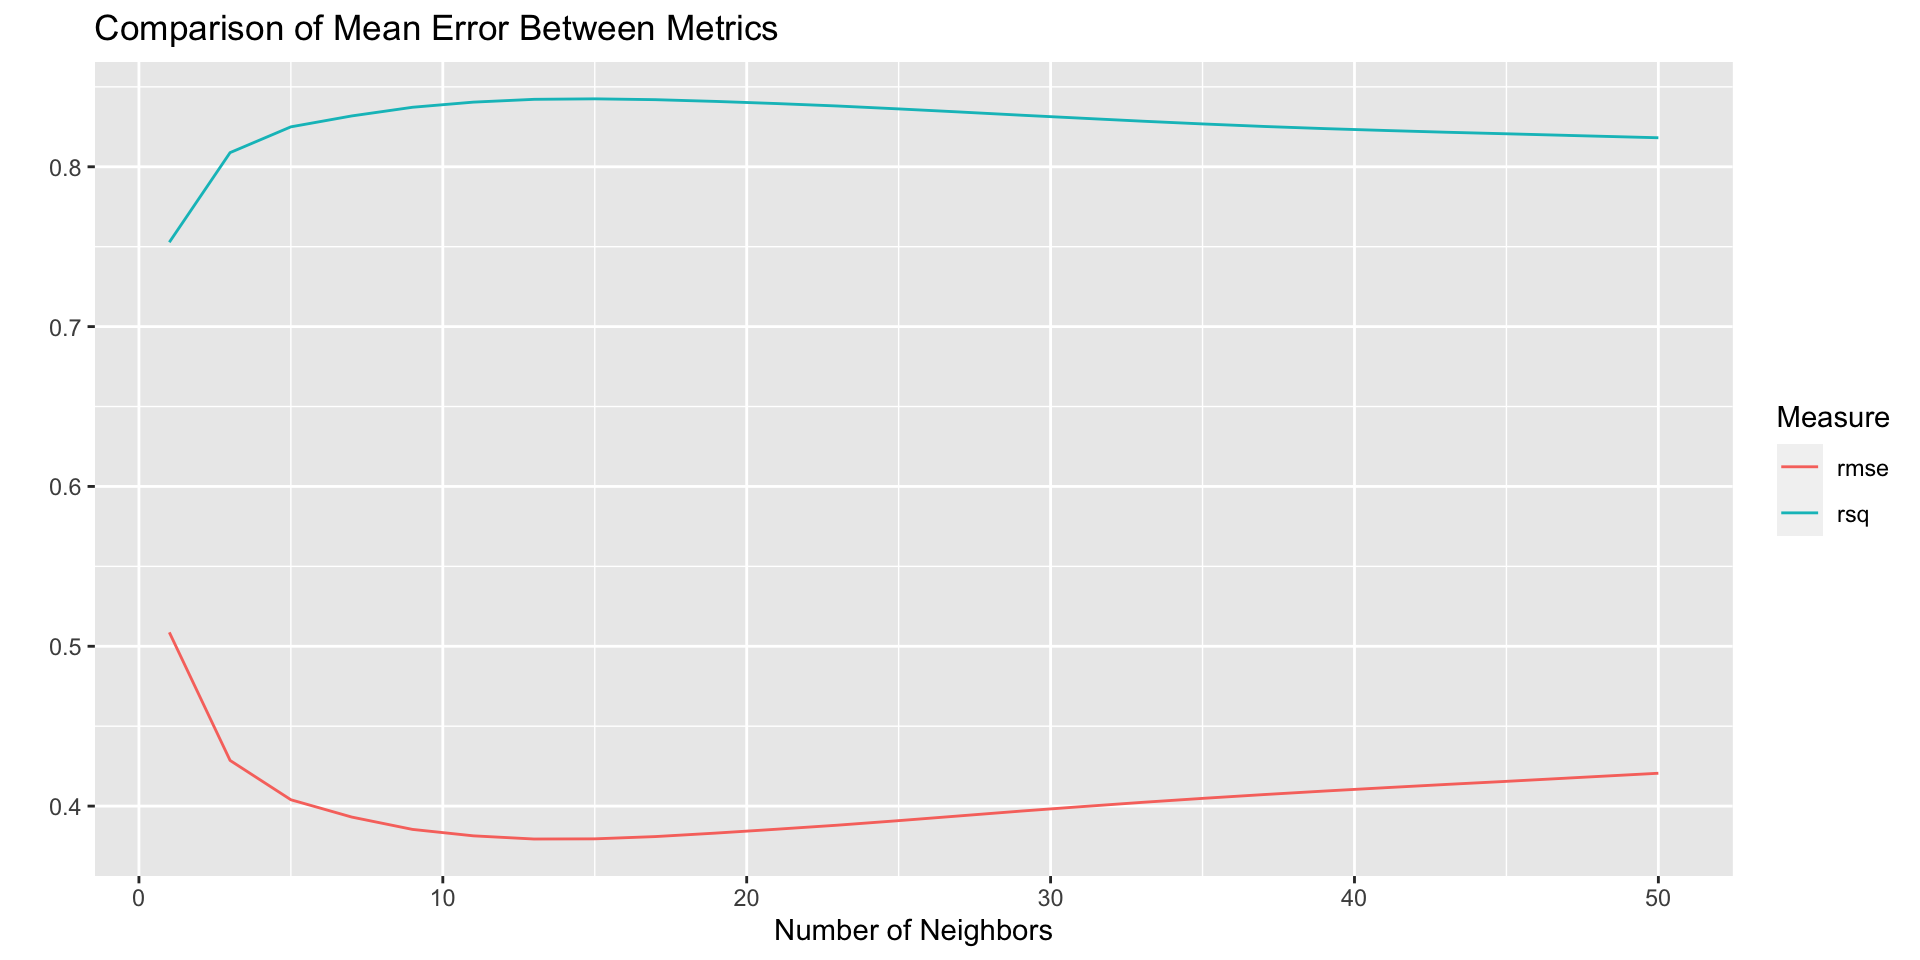 Comparison of Mean Error Between Metrics
0.8
0.7
0.6
0.5
0.4
0 10 20 30 40 50
Number of Neighbors
Measure
rmse
rsq